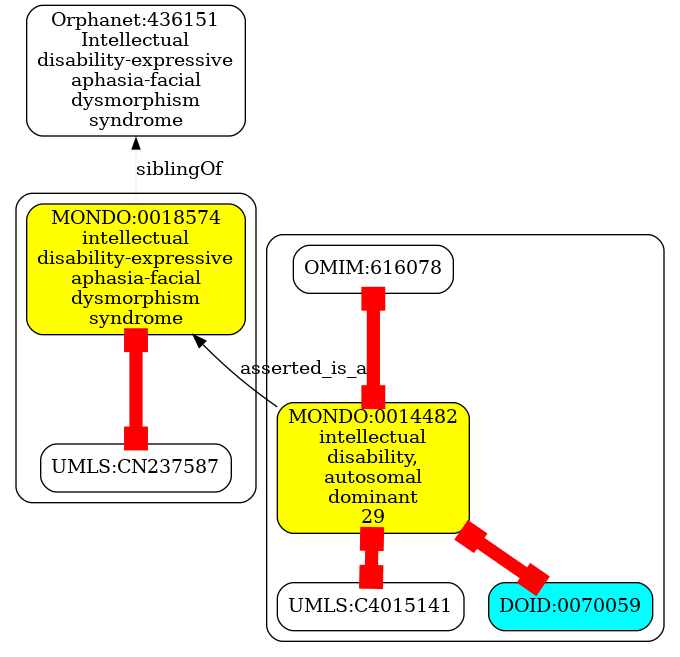 Orphanet:436151
Intellectual
disability-expressive
aphasia-facial
dysmorphism
syndrome
siblingOf
MONDO:0018574
intellectual
disability-expressive
aphasia-facial
dysmorphism
syndrome
OMIM:616078
asserted_is_a
MONDO:0014482
intellectual
disability,
autosomal
dominant
29
UMLS:CN237587
UMLS:C4015141
DOID:0070059